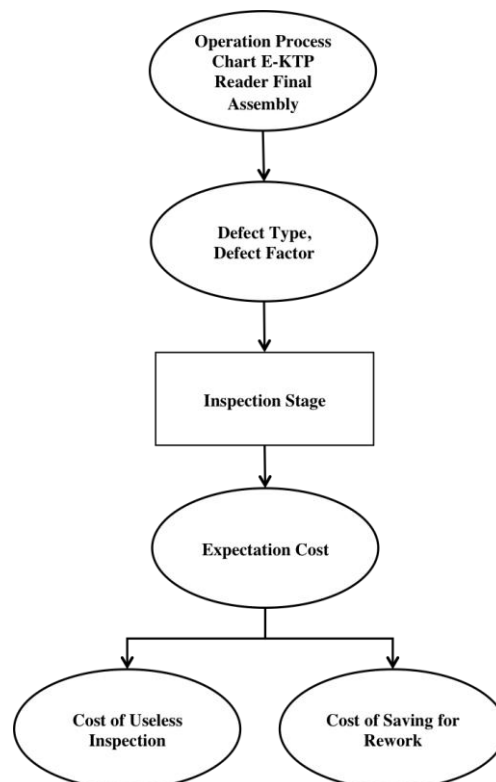 Operation Process
Chart E-KTP
Reader Final
Assembly
Defect Type,
Defect Factor
Inspection Stage
Expectation Cost
Cost of Useless
Inspection
Cost of Saving for
Rework